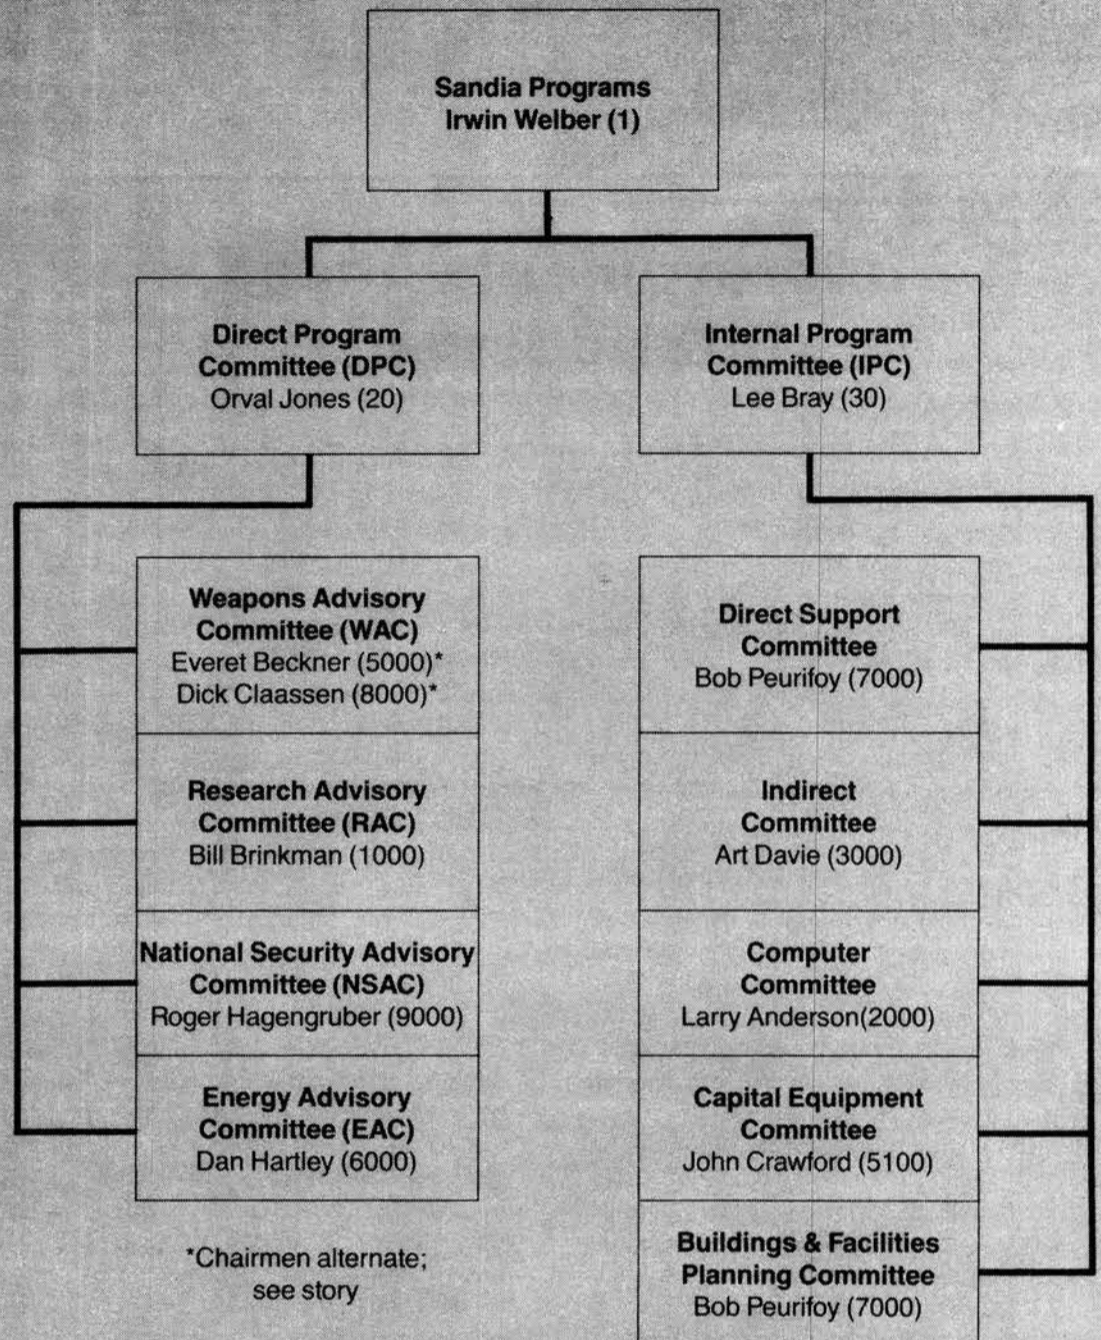 Sandia Programs
Irwin Welber (1)
Direct Program
Committee (DPC)
Orval Jones (20)
Internal Program
Committee (IPC)
Lee Bray (30)
Weapons Advisory
Committee (WAC)
Everet Beckner (5000)*
Dick Claassen (8000)*
Research Advisory
Committee (RAC)
Bill Brinkman (1000)
National Security Advisory
Committee (NSAC)
Roger Hagengruber (9000)
Energy Advisory
Committee (EAC)
Dan Hartley (6000)
*Chairmen alternate;
see story
Direct Support
Committee
Bob Peurifoy (7000)
Indirect
Committee
Art Davie (3000)
Computer
Committee
Larry Anderson(2000)
Capital Equipment
Committee
John Crawford (5100)
Buildings & Facilities
Planning Committee
Bob Peurifoy (7000)